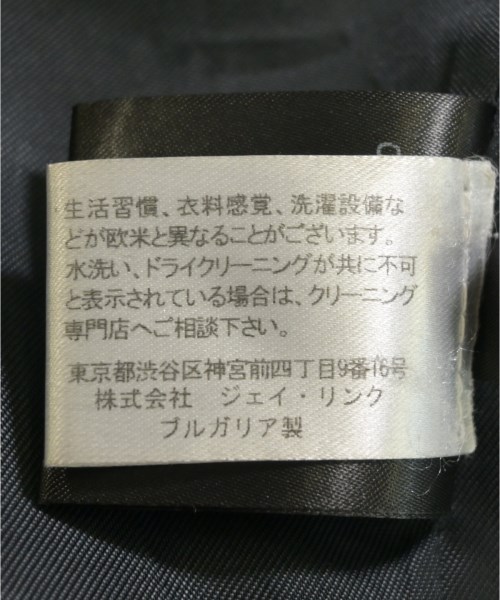 生活習慣、衣料感覚、洗濯設備な
どが欧米と異なることがございます。
水洗い、ドライクリーニングが共に不可
と表示されている場合は、クリーニング
専門店へご相談下さい。
東京都渋谷区神宮前四丁目9番16号
株式会社　ジェイ・リンク
ブルガリア製